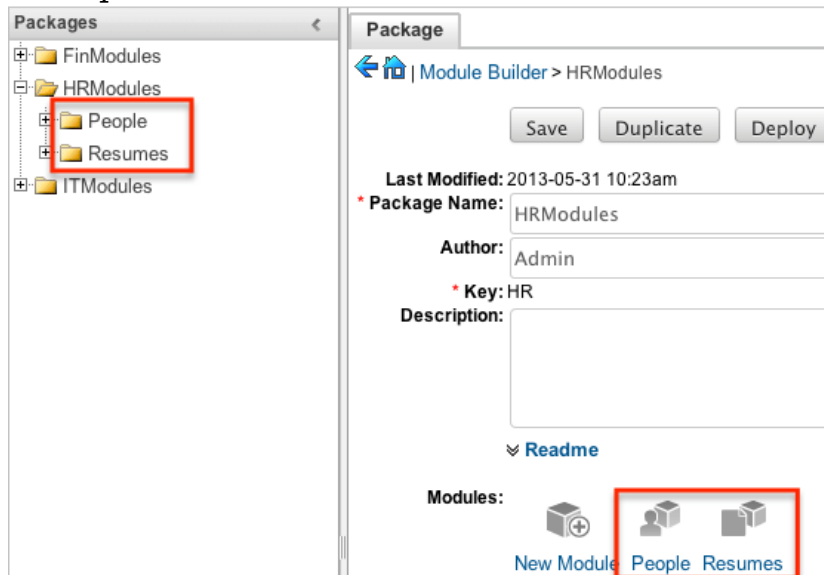 Packages
FinModules
HRModules
People
Resumes
ITModules
Package
| Module Builder > HRModules
Save Duplicate Deploy
Last Modified: 2013-05-31 10:23am
* Package Name: HRModules
Author: Admin
* Key: HR
Description:
Readme
Modules:
New Module People Resumes